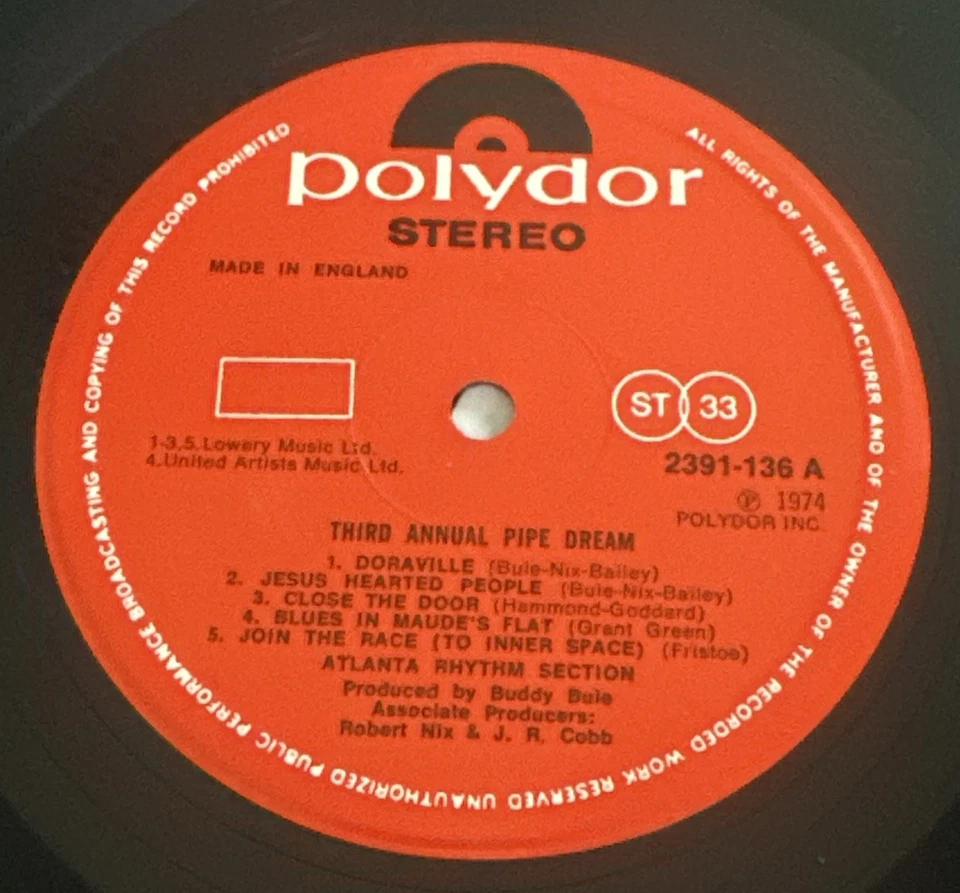 polydor
STEREO
MADE IN ENGLAND
ST 33
1-3,5.Lowery Music Ltd.
4.United Artists Music Ltd.
2391-136 A
Ⓟ 1974
POLYDOR INC.
THIRD ANNUAL PIPE DREAM
1. DORAVILLE (Buie-Nix-Bailey)
2. JESUS HEARTED PEOPLE (Buie-Nix-Bailey)
3. CLOSE THE DOOR (Hammond-Goddard)
4. BLUES IN MAUDE'S FLAT (Grant Green)
5. JOIN THE RACE (TO INNER SPACE) (Fristoe)
ATLANTA RHYTHM SECTION
Produced by Buddy Buie
Associate Producers:
Robert Nix & J. R. Cobb
ALL RIGHTS OF THE MANUFACTURER AND OF THE OWNER OF THE RECORDED WORK RESERVED UNAUTHORIZED PUBLIC PERFORMANCE BROADCASTING AND COPYING OF THIS RECORD PROHIBITED